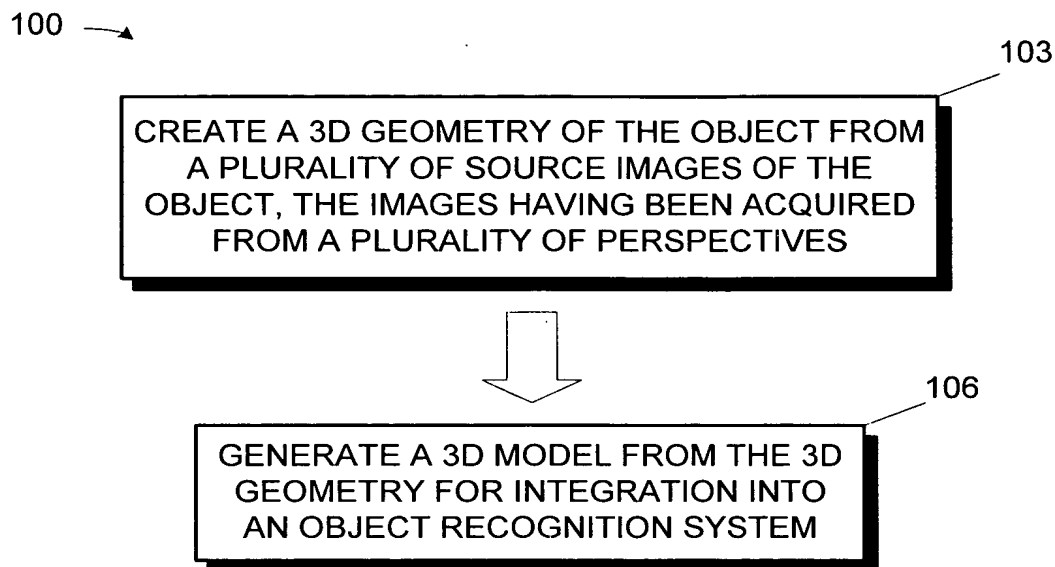 100
103
CREATE A 3D GEOMETRY OF THE OBJECT FROM
A PLURALITY OF SOURCE IMAGES OF THE
OBJECT, THE IMAGES HAVING BEEN ACQUIRED
FROM A PLURALITY OF PERSPECTIVES
106
GENERATE A 3D MODEL FROM THE 3D
GEOMETRY FOR INTEGRATION INTO
AN OBJECT RECOGNITION SYSTEM